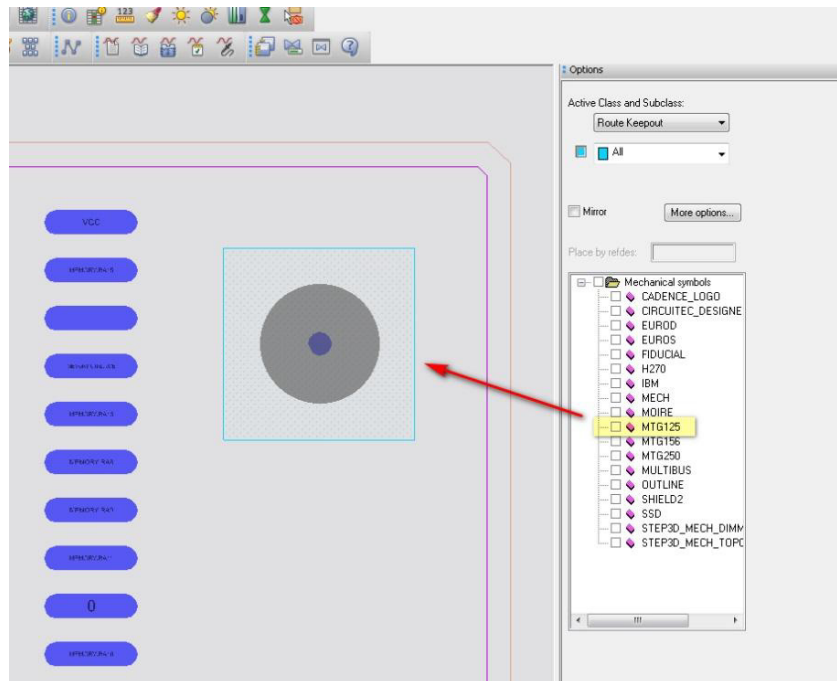 123
Options
Active Class and Subclass:
Route Keepout
All
Mirror
More options...
Place by refdes:
Mechanical symbols
CADENCE_LOGO
CIRCUITEC_DESIGNE
EUROD
EUROS
FIDUCIAL
H270
IBM
MECH
MOIRE
MTG125
MTG156
MTG250
MULTIBUS
OUTLINE
SHIELD2
SSD
STEP3D_MECH_DIMM
STEP3D_MECH_TOPC
VCC
0